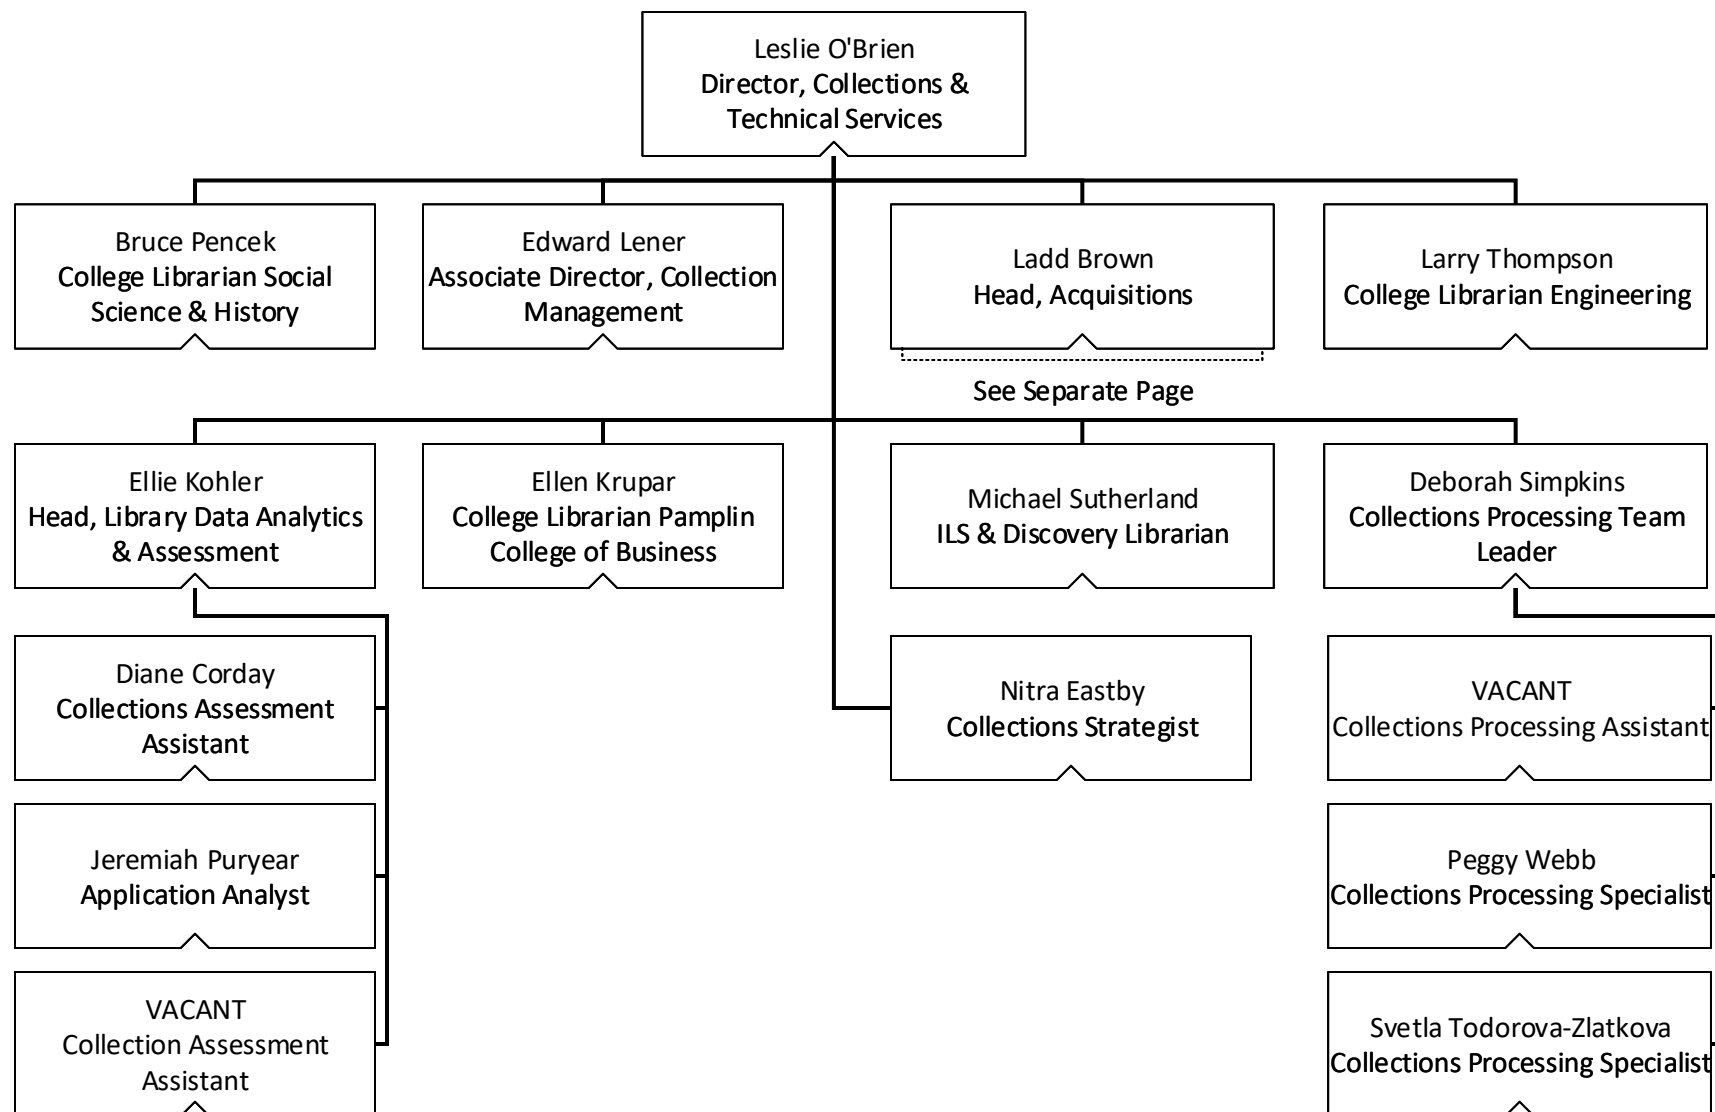 Leslie O'Brien
Director, Collections &
Technical Services
Bruce Pencek
College Librarian Social
Science & History
Edward Lener
Associate Director, Collection
Management
Ladd Brown
Head, Acquisitions
Larry Thompson
College Librarian Engineering
See Separate Page
Ellie Kohler
Head, Library Data Analytics
& Assessment
Ellen Krupar
College Librarian Pamplin
College of Business
Michael Sutherland
ILS & Discovery Librarian
Deborah Simpkins
Collections Processing Team
Leader
Diane Corday
Collections Assessment
Assistant
Nitra Eastby
Collections Strategist
VACANT
Collections Processing Assistant
Jeremiah Puryear
Application Analyst
Peggy Webb
Collections Processing Specialist
VACANT
Collection Assessment
Assistant
Svetla Todorova-Zlatkova
Collections Processing Specialist